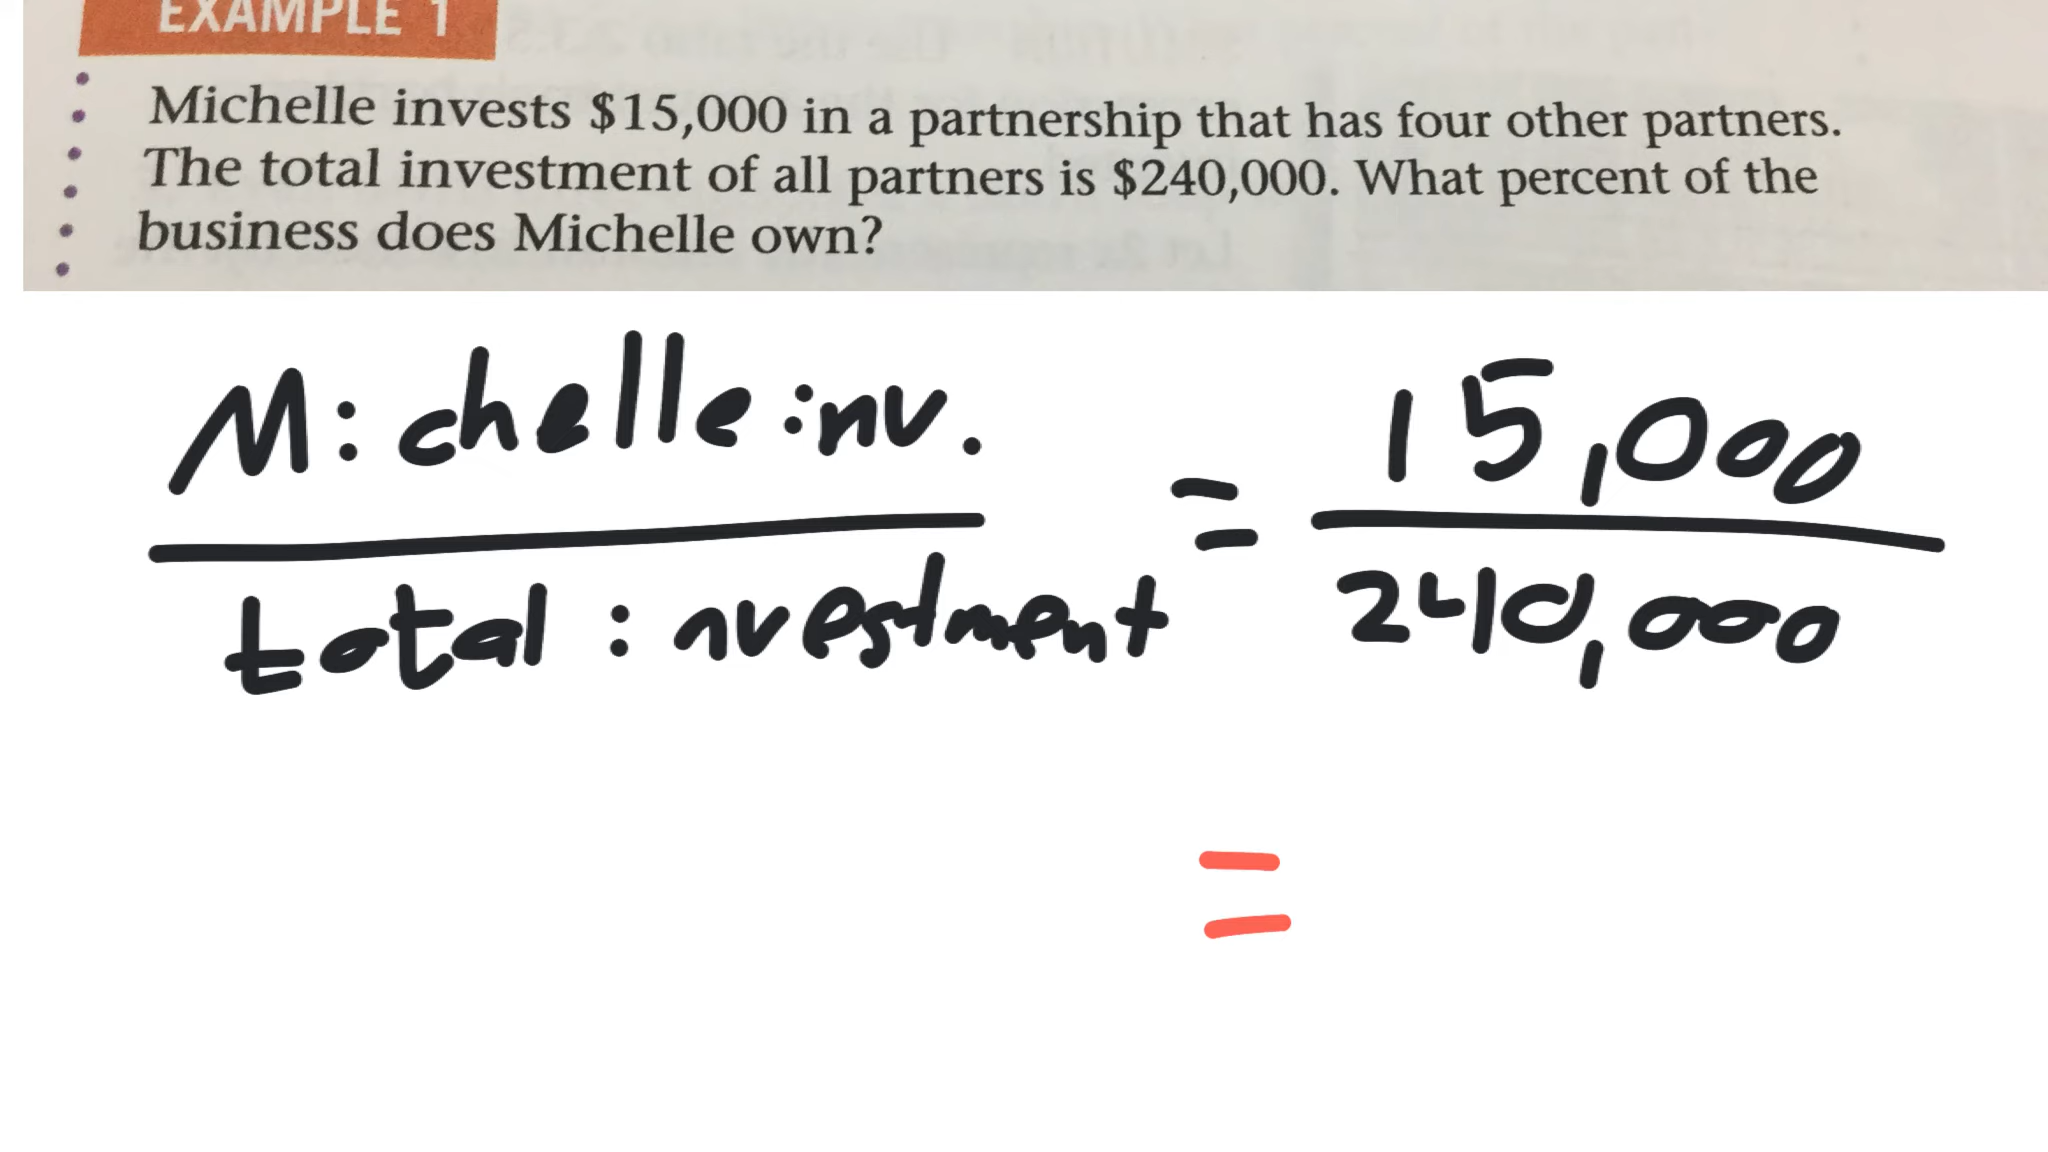 EXAMPLE 1
Michelle invests $15,000 in a partnership that has four other partners.
The total investment of all partners is $240,000. What percent of the
business does Michelle own?
Michelle inv. = 15,000
total investment 240,000
=